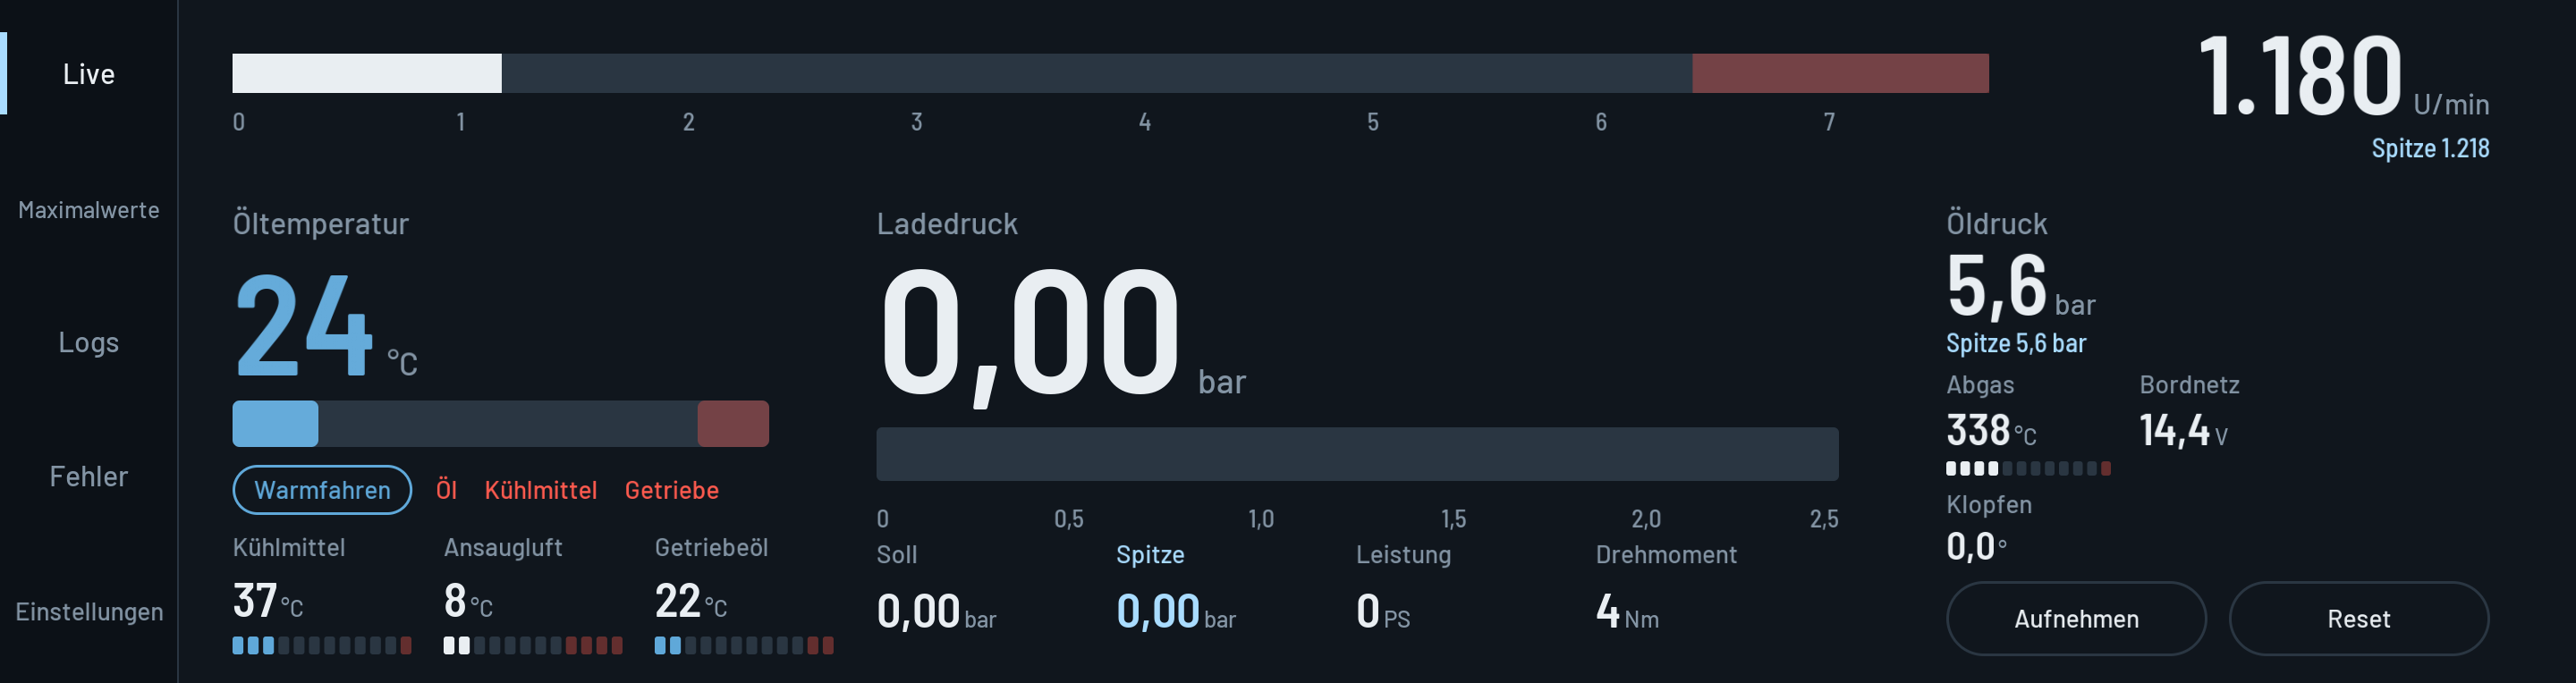 Live
Maximalwerte
Logs
Fehler
Einstellungen
0 1 2 3 4 5 6 7
1.180 U/min
Spitze 1.218
Öltemperatur
24 °C
Warmfahren Öl Kühlmittel Getriebe
Kühlmittel Ansaugluft Getriebeöl
37 °C 8 °C 22 °C
Ladedruck
0,00 bar
0 0,5 1,0 1,5 2,0 2,5
Soll Spitze Leistung Drehmoment
0,00 bar 0,00 bar 0 PS 4 Nm
Öldruck
5,6 bar
Spitze 5,6 bar
Abgas Bordnetz
338 °C 14,4 V
Klopfen
0,0 °
Aufnehmen Reset